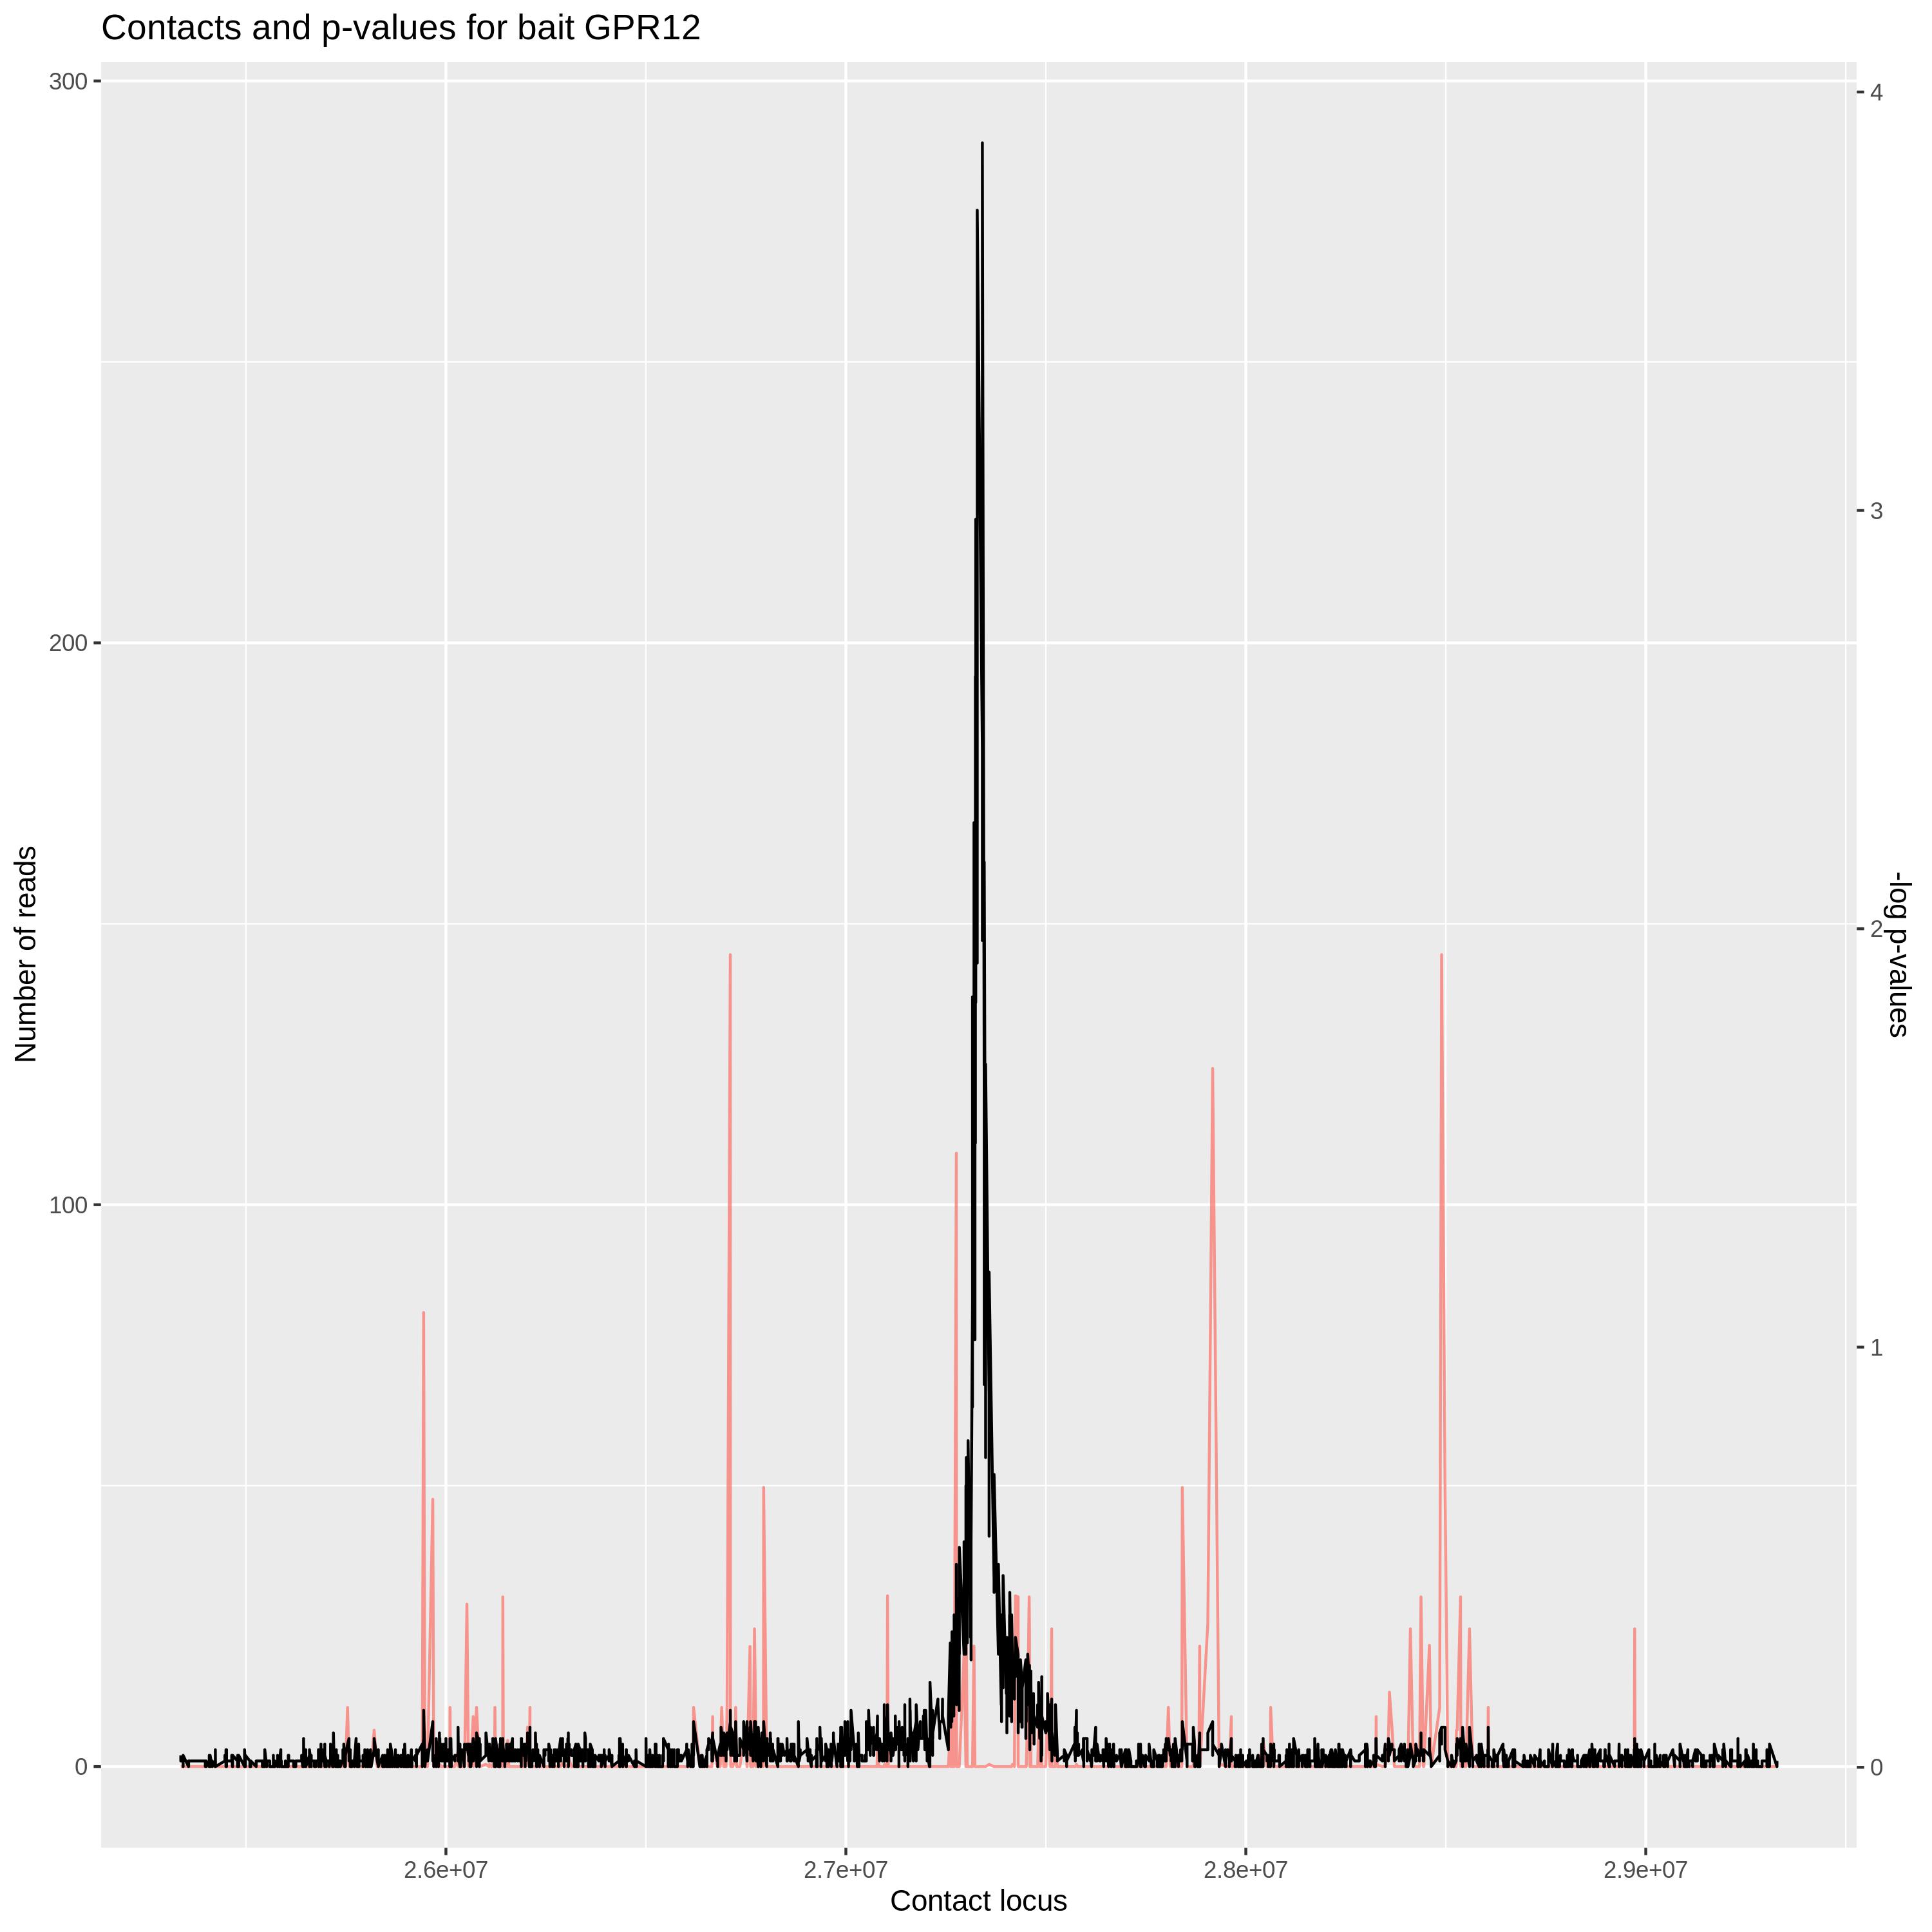 Contacts and p-values for bait GPR12
300
200
100
0
Number of reads
4
3
2
1
0
-log p-values
2.6e+07
2.7e+07
2.8e+07
2.9e+07
Contact locus